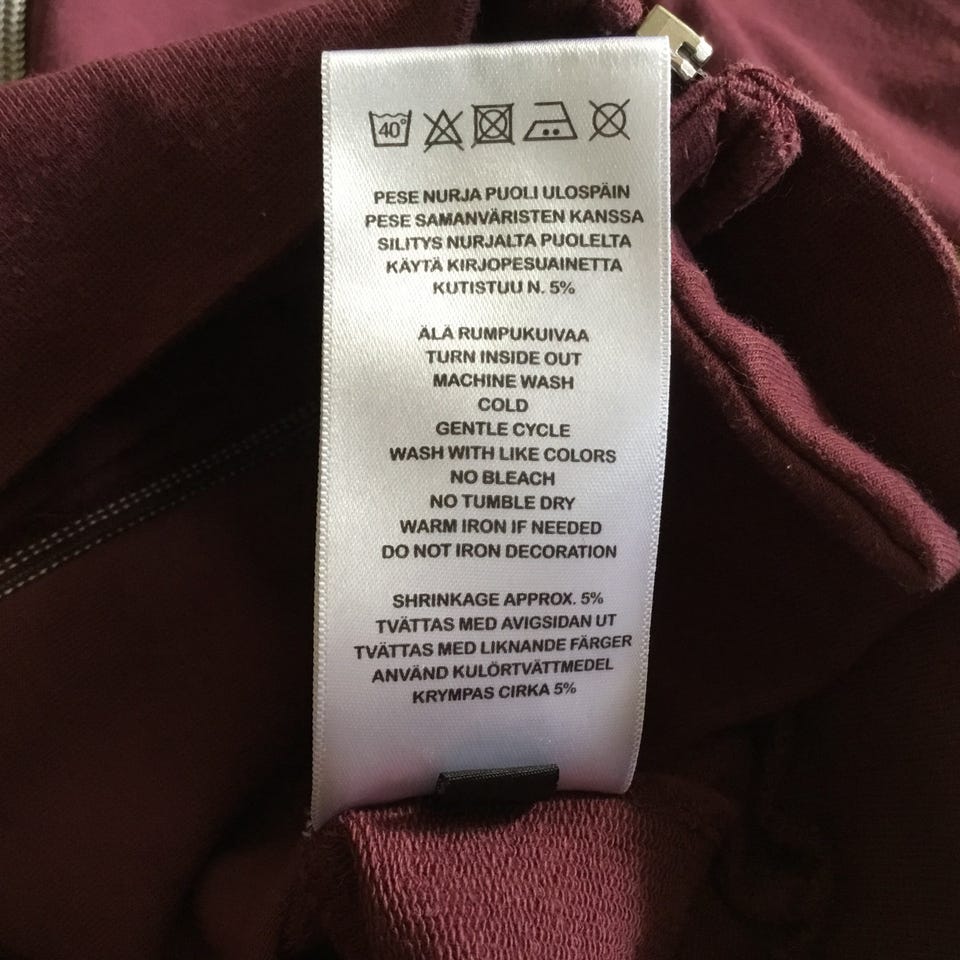 40°
PESE NURJA PUOLI ULOSPÄIN
PESE SAMANVÄRISTEN KANSSA
SILITYS NURJALTA PUOLELTA
KÄYTÄ KIRJOPESUAINETTA
KUTISTUU N. 5%
ÄLÄ RUMPUKUIVAA
TURN INSIDE OUT
MACHINE WASH
COLD
GENTLE CYCLE
WASH WITH LIKE COLORS
NO BLEACH
NO TUMBLE DRY
WARM IRON IF NEEDED
DO NOT IRON DECORATION
SHRINKAGE APPROX. 5%
TVÄTTAS MED AVIGSIDAN UT
TVÄTTAS MED LIKNANDE FÄRGER
ANVÄND KULÖRTVÄTTMEDEL
KRYMPAS CIRKA 5%